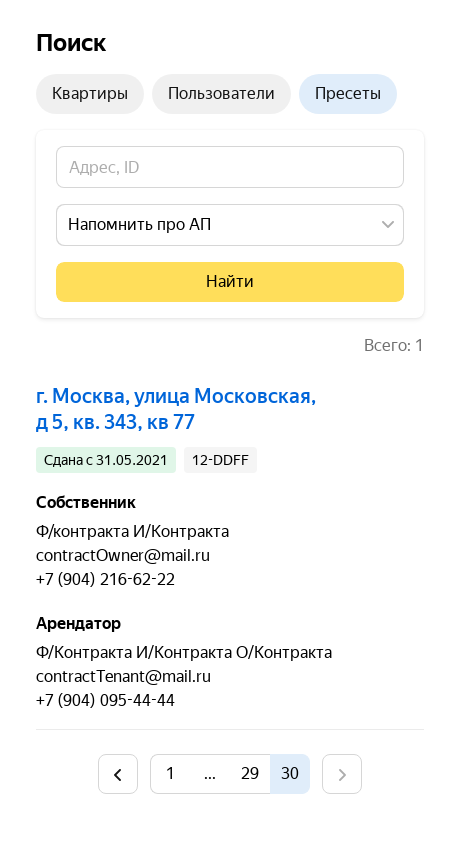 Поиск
Квартиры Пользователи Пресеты
Адрес, ID
Напомнить про АП
Найти
Всего: 1
г. Москва, улица Московская,
д 5, кв. 343, кв 77
Сдана с 31.05.2021 12-DDFF
Собственник
Ф/контракта И/Контракта
contractOwner@mail.ru
+7 (904) 216-62-22
Арендатор
Ф/Контракта И/Контракта О/Контракта
contractTenant@mail.ru
+7 (904) 095-44-44
1 ... 29 30